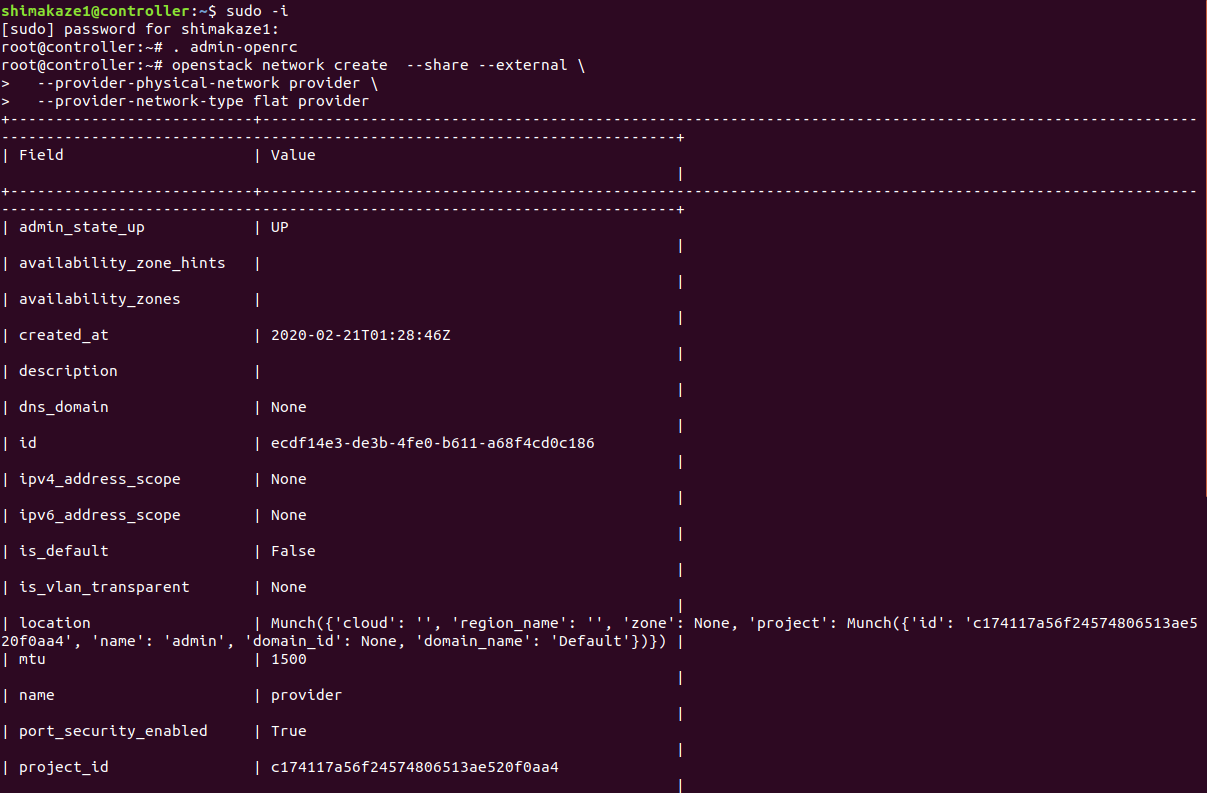 shimakaze1@controller:~$ sudo -i
[sudo] password for shimakaze1:
root@controller:~# . admin-openrc
root@controller:~# openstack network create  --share --external \
>   --provider-physical-network provider \
>   --provider-network-type flat provider
+---------------------------+--------------------------------------------------------------------------------------------------------
---------------------------------------------------------------------------+
| Field                     | Value
                                                                           |
+---------------------------+--------------------------------------------------------------------------------------------------------
---------------------------------------------------------------------------+
| admin_state_up            | UP
                                                                           |
| availability_zone_hints   |
                                                                           |
| availability_zones        |
                                                                           |
| created_at                | 2020-02-21T01:28:46Z
                                                                           |
| description               |
                                                                           |
| dns_domain                | None
                                                                           |
| id                        | ecdf14e3-de3b-4fe0-b611-a68f4cd0c186
                                                                           |
| ipv4_address_scope        | None
                                                                           |
| ipv6_address_scope        | None
                                                                           |
| is_default                | False
                                                                           |
| is_vlan_transparent       | None
                                                                           |
| location                  | Munch({'cloud': '', 'region_name': '', 'zone': None, 'project': Munch({'id': 'c174117a56f24574806513ae5
20f0aa4', 'name': 'admin', 'domain_id': None, 'domain_name': 'Default'})}) |
| mtu                       | 1500
                                                                           |
| name                      | provider
                                                                           |
| port_security_enabled     | True
                                                                           |
| project_id                | c174117a56f24574806513ae520f0aa4
                                                                           |